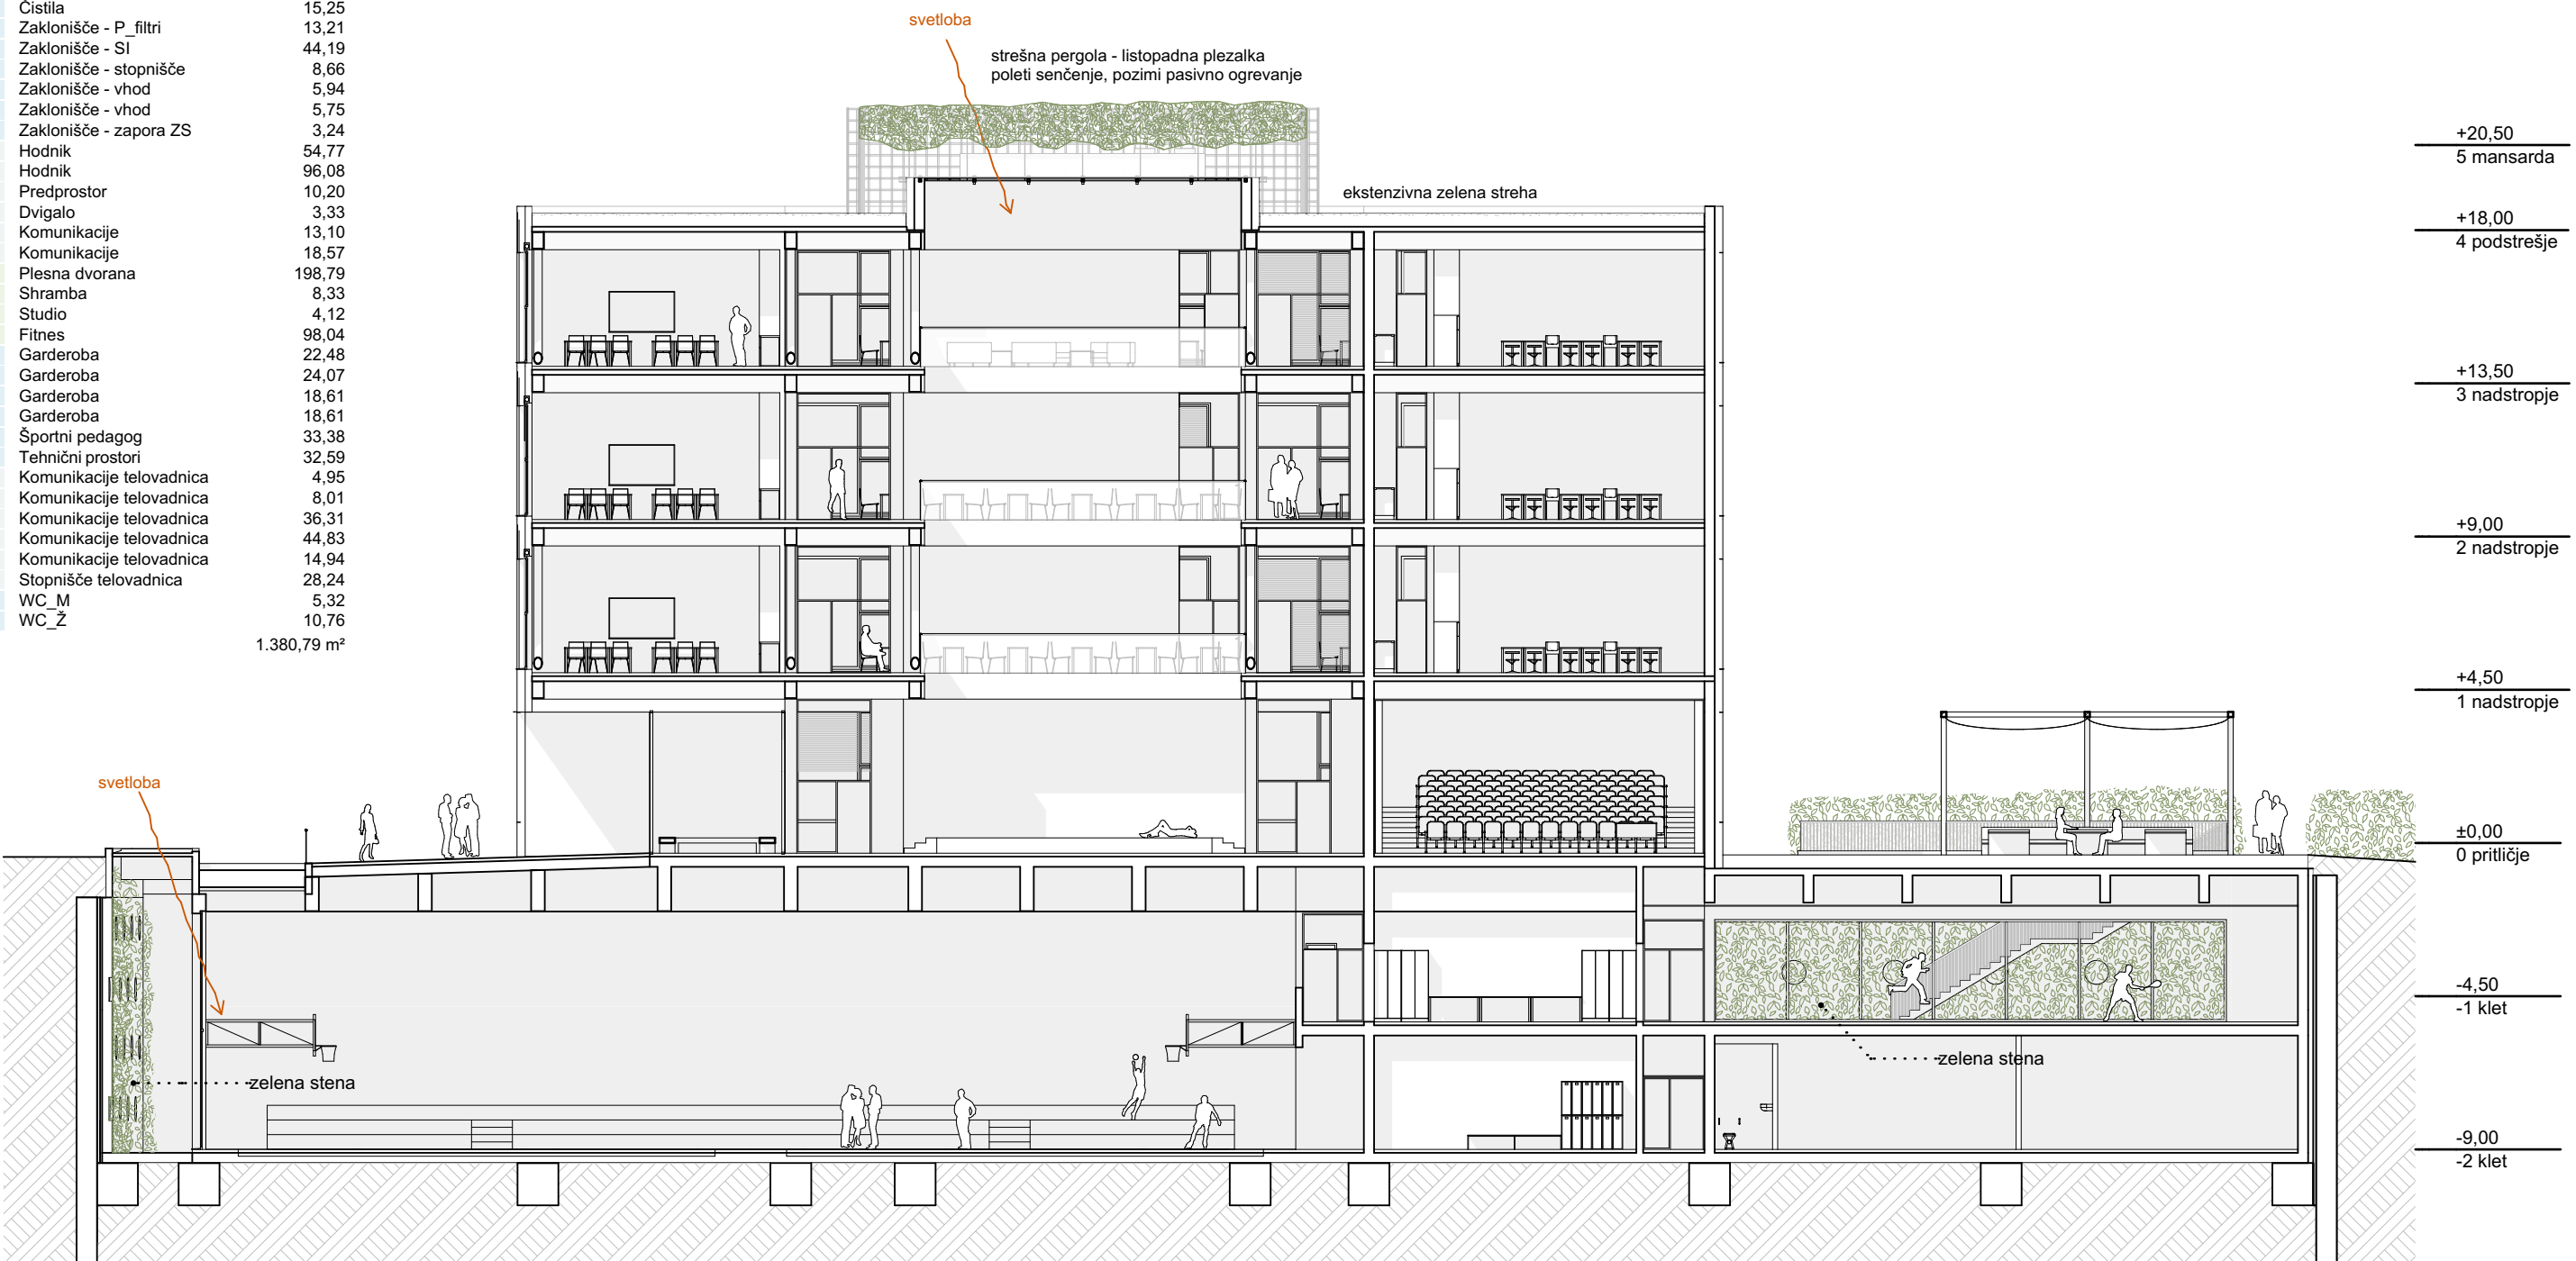 Čistila 15,25
Zaklonišče - P_filtri 13,21
Zaklonišče - SI 44,19
Zaklonišče - stopnišče 8,66
Zaklonišče - vhod 5,94
Zaklonišče - vhod 5,75
Zaklonišče - zapora ZS 3,24
Hodnik 54,77
Hodnik 96,08
Predprostor 10,20
Dvigalo 3,33
Komunikacije 13,10
Komunikacije 18,57
Plesna dvorana 198,79
Shramba 8,33
Studio 4,12
Fitnes 98,04
Garderoba 22,48
Garderoba 24,07
Garderoba 18,61
Garderoba 18,61
Športni pedagog 33,38
Tehnični prostori 32,59
Komunikacije telovadnica 4,95
Komunikacije telovadnica 8,01
Komunikacije telovadnica 36,31
Komunikacije telovadnica 44,83
Komunikacije telovadnica 14,94
Stopnišče telovadnica 28,24
WC_M 5,32
WC_Ž 10,76
1.380,79 m²
svetloba
strešna pergola - listopadna plezalka
poleti senčenje, pozimi pasivno ogrevanje
ekstenzivna zelena streha
svetloba
zelena stena
zelena stena
+20,50
5 mansarda
+18,00
4 podstrešje
+13,50
3 nadstropje
+9,00
2 nadstropje
+4,50
1 nadstropje
±0,00
0 pritličje
-4,50
-1 klet
-9,00
-2 klet